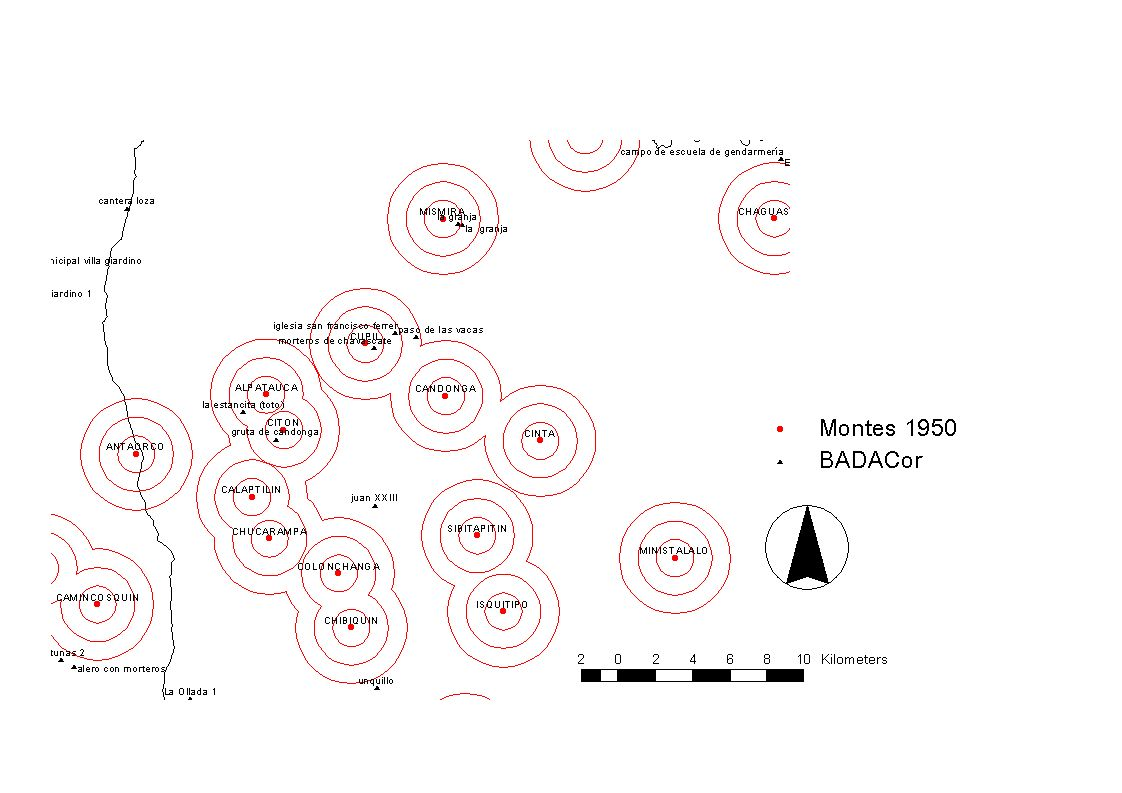 campo de escuela de gendarmería
E
cantera loza
MISMIRA
la granja
la granja
CHAGUAS
nicipal villa giardino
iardino 1
iglesia san francisco ferrer
paso de las vacas
CUPIL
morteros de chavascate
ALPATAUCA
CANDONGA
la estancita (toto)
CITON
gruta de candonga
CINTA
Montes 1950
ANTAORCO
BADACor
CALAPTILIN
juan XXIII
CHUCARAMPA
SIBITAPITIN
MINISTALALO
COLONCHANGA
CAMINCOSQUIN
ISQUITIPO
CHIBIQUIN
tunas 2
alero con morteros
2 0 2 4 6 8 10 Kilometers
unquillo
La Ollada 1